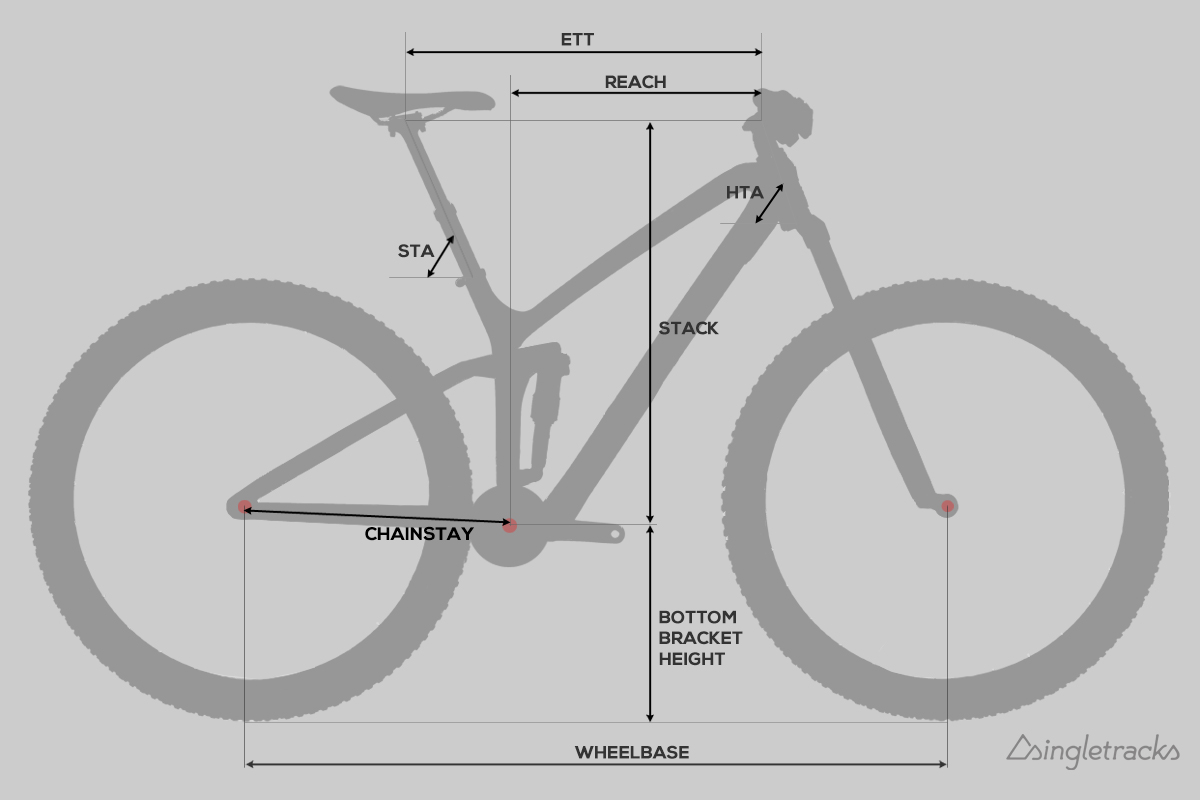 ETT
REACH
HTA
STA
STACK
CHAINSTAY
BOTTOM
BRACKET
HEIGHT
WHEELBASE
singletracks